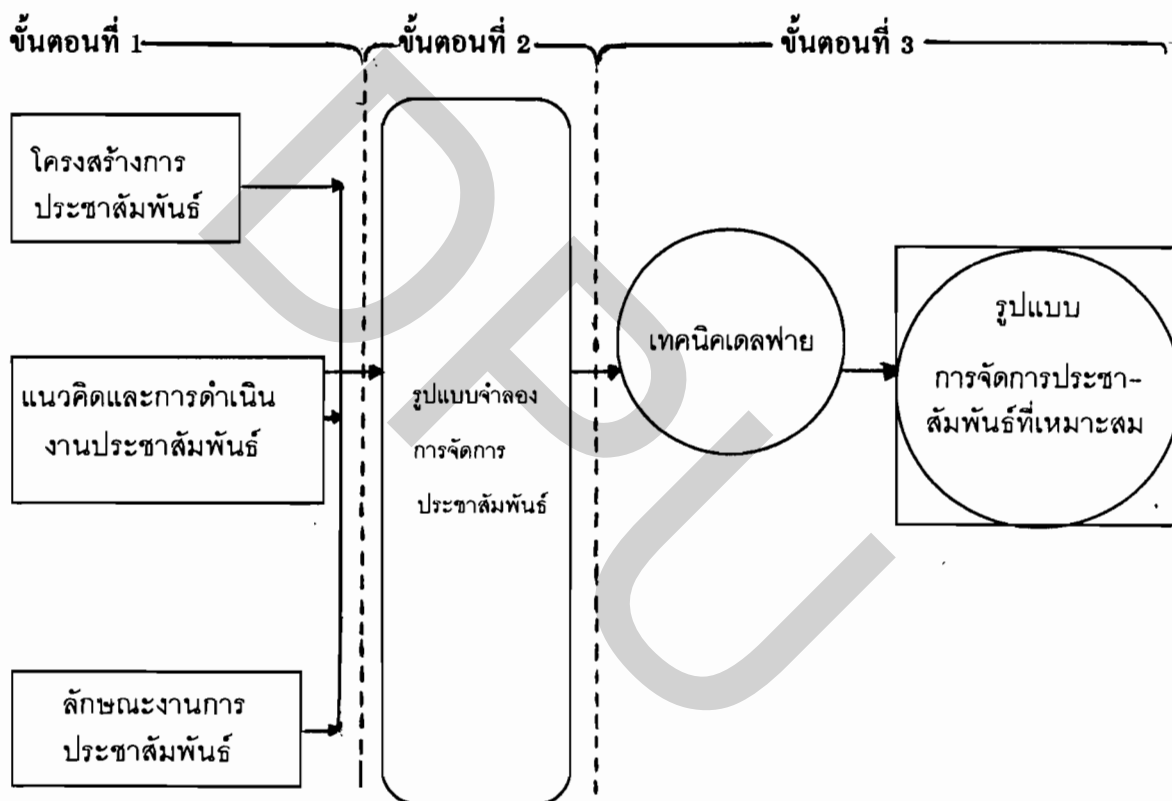 ขั้นตอนที่ 1
ขั้นตอนที่ 2
ขั้นตอนที่ 3
โครงสร้างการ
ประชาสัมพันธ์
แนวคิดและการดำเนิน
งานประชาสัมพันธ์
ลักษณะงานการ
ประชาสัมพันธ์
รูปแบบจำลอง
การจัดการ
ประชาสัมพันธ์
เทคนิคเดลฟาย
รูปแบบ
การจัดการประชา-
สัมพันธ์ที่เหมาะสม
DPU